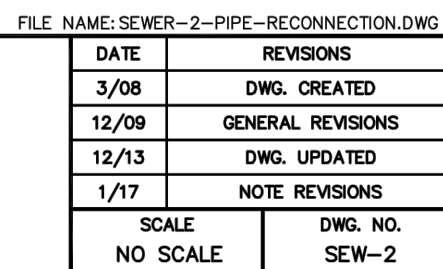 FILE NAME: SEWER-2-PIPE-RECONNECTION.DWG
DATE REVISIONS
3/08 DWG. CREATED
12/09 GENERAL REVISIONS
12/13 DWG. UPDATED
1/17 NOTE REVISIONS
SCALE DWG. NO.
NO SCALE SEW-2